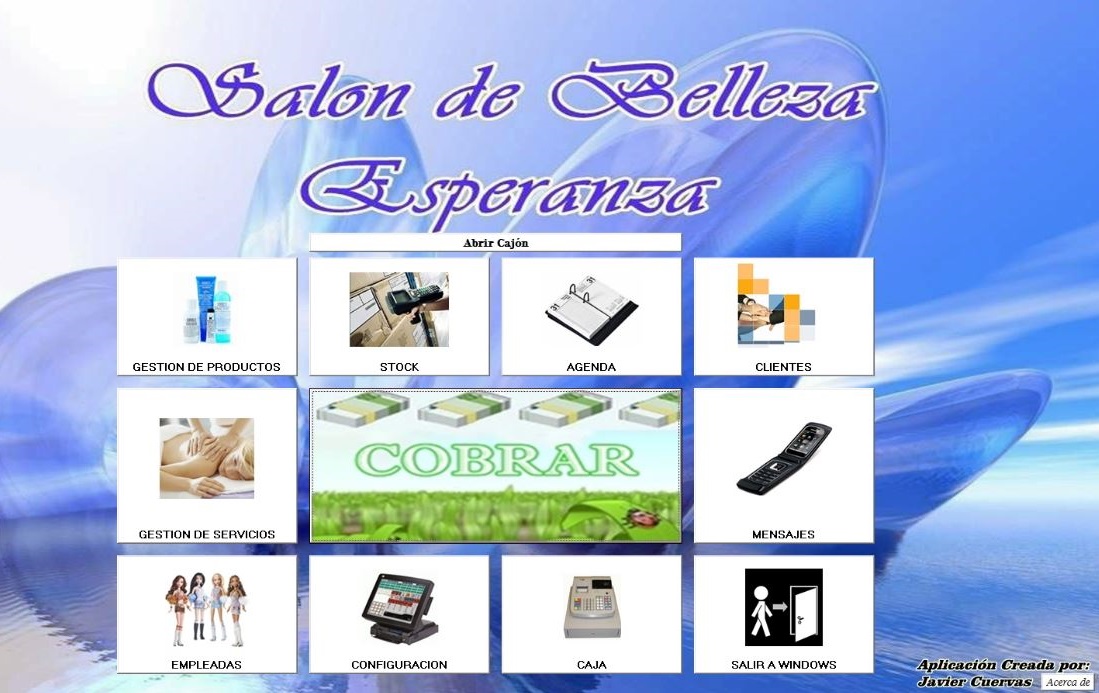 Salon de Belleza
Esperanza
Abrir Cajón
GESTION DE PRODUCTOS
STOCK
AGENDA
CLIENTES
COBRAR
GESTION DE SERVICIOS
MENSAJES
EMPLEADAS
CONFIGURACION
CAJA
SALIR A WINDOWS
Aplicación Creada por:
Javier Cuervas
Acerca de